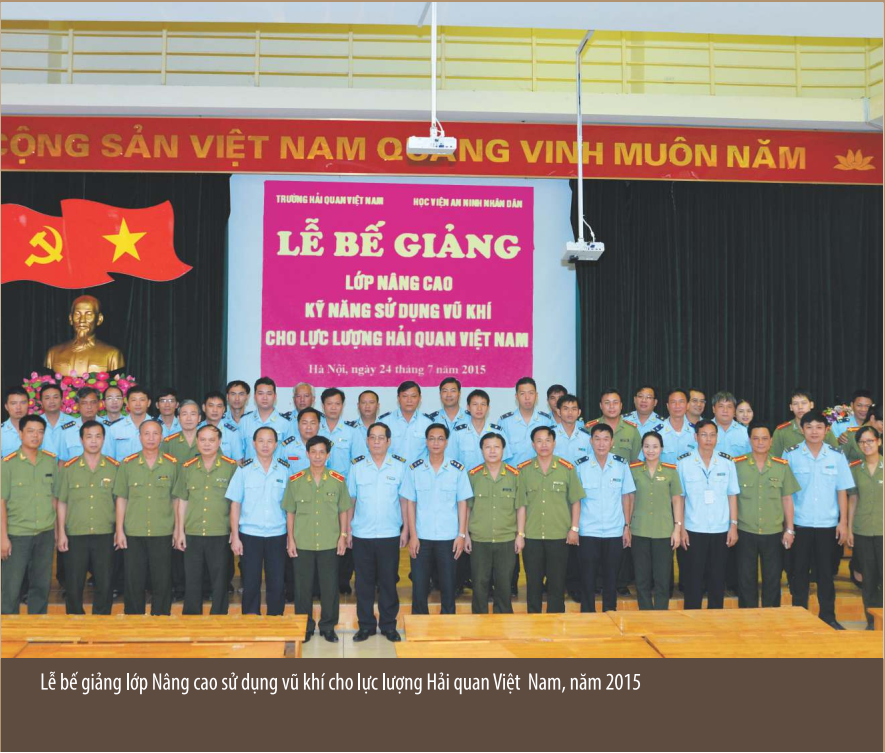 CỘNG SẢN VIỆT NAM QUANG VINH MUÔN NĂM
TRƯỜNG HẢI QUAN VIỆT NAM HỌC VIỆN AN NINH NHÂN DÂN
LỄ BẾ GIẢNG
LỚP NÂNG CAO
KỸ NĂNG SỬ DỤNG VŨ KHÍ
CHO LỰC LƯỢNG HẢI QUAN VIỆT NAM
Hà Nội, ngày 24 tháng 7 năm 2015
Lễ bế giảng lớp Nâng cao sử dụng vũ khí cho lực lượng Hải quan Việt Nam, năm 2015